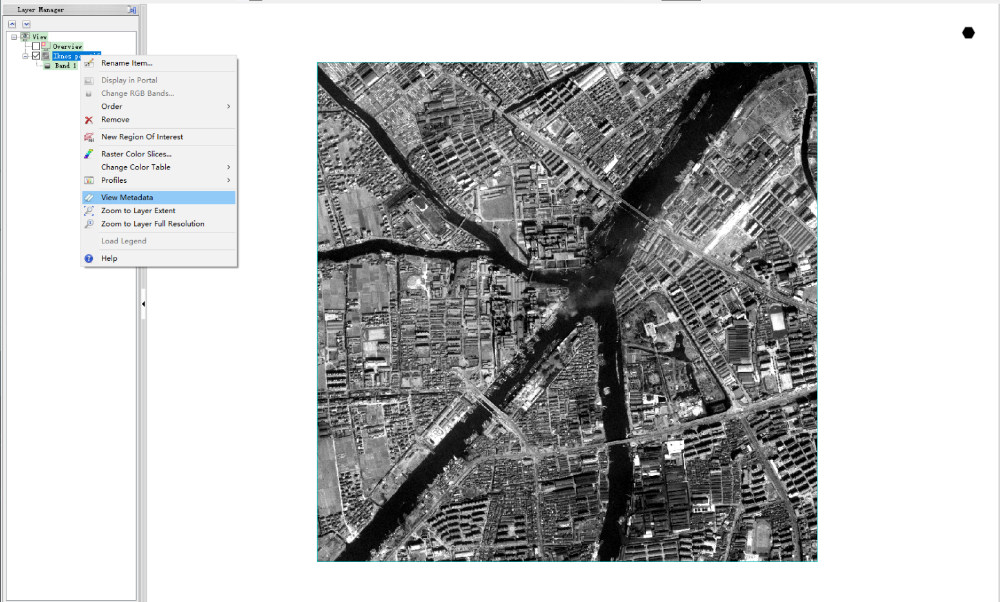 Layer Manager
View
Overview
Iknos
Band 1
Rename Item...
Display in Portal
Change RGB Bands...
Order
Remove
New Region Of Interest
Raster Color Slices...
Change Color Table
Profiles
View Metadata
Zoom to Layer Extent
Zoom to Layer Full Resolution
Load Legend
Help